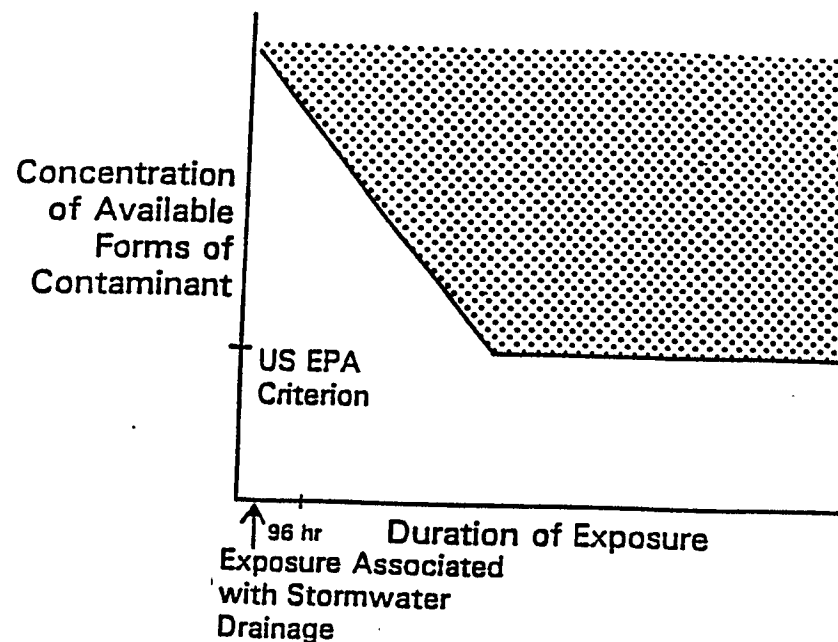 Concentration
of Available
Forms of
Contaminant
US EPA
Criterion
96 hr
Duration of Exposure
Exposure Associated
with Stormwater
Drainage